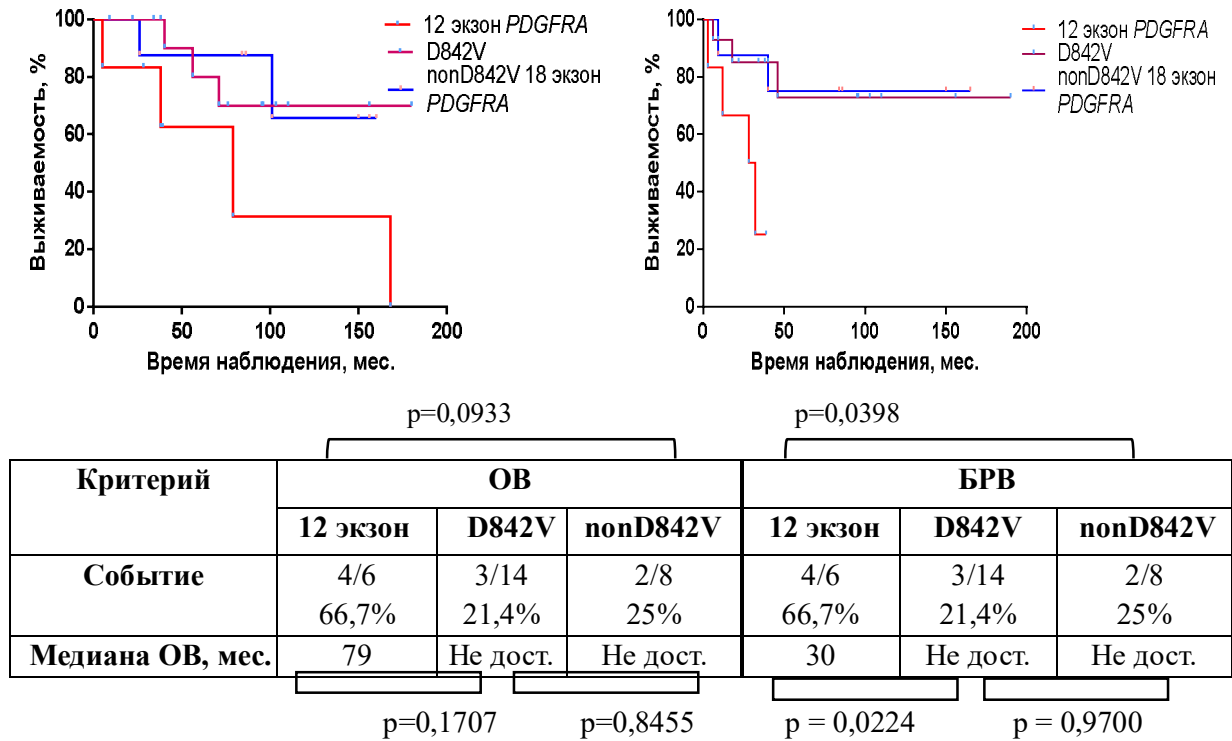 Выживаемость, %
100
80
60
40
20
0
0 50 100 150 200
Время наблюдения, мес.
12 экзон PDGFRA
D842V
nonD842V 18 экзон
PDGFRA
Выживаемость, %
100
80
60
40
20
0
0 50 100 150 200
Время наблюдения, мес.
12 экзон PDGFRA
D842V
nonD842V 18 экзон
PDGFRA
p=0,0933 p=0,0398
Критерий ОВ БРВ
12 экзон D842V nonD842V 12 экзон D842V nonD842V
Событие 4/6 3/14 2/8 4/6 3/14 2/8
66,7% 21,4% 25% 66,7% 21,4% 25%
Медиана ОВ, мес. 79 Не дост. Не дост. 30 Не дост. Не дост.
p=0,1707 p=0,8455 p = 0,0224 p = 0,9700